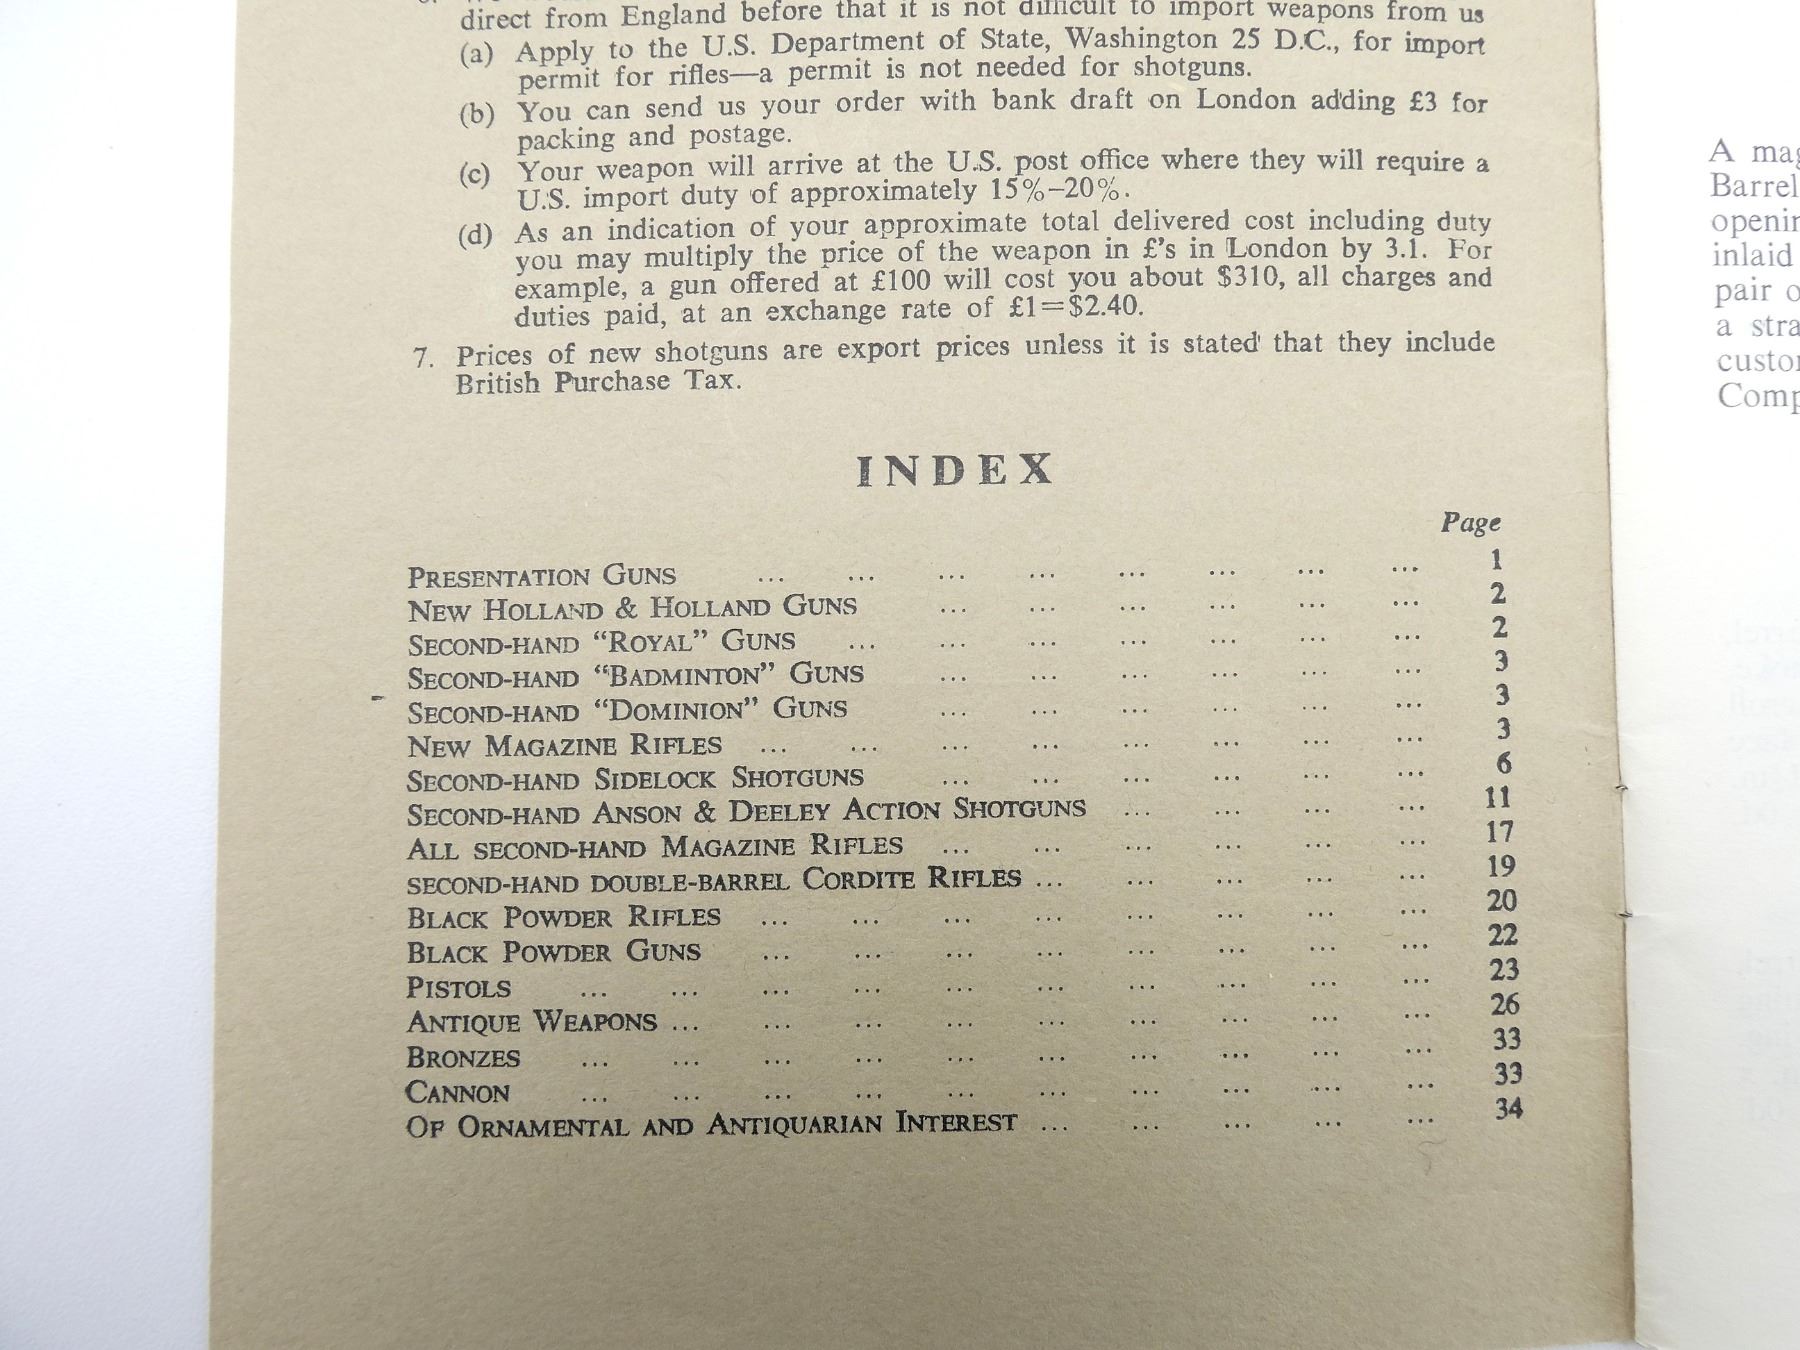 direct from England before that it is not difficult to import weapons from us
(a) Apply to the U.S. Department of State, Washington 25 D.C., for import
permit for rifles—a permit is not needed for shotguns.
(b) You can send us your order with bank draft on London adding £3 for
packing and postage.
(c) Your weapon will arrive at the U.S. post office where they will require a
U.S. import duty of approximately 15%–20%.
(d) As an indication of your approximate total delivered cost including duty
you may multiply the price of the weapon in £'s in London by 3.1. For
example, a gun offered at £100 will cost you about $310, all charges and
duties paid, at an exchange rate of £1=$2.40.
7. Prices of new shotguns are export prices unless it is stated that they include
British Purchase Tax.
INDEX
Page
PRESENTATION GUNS ... ... ... ... ... ... ... ... 1
NEW HOLLAND & HOLLAND GUNS ... ... ... ... ... ... 2
SECOND-HAND "ROYAL" GUNS ... ... ... ... ... ... ... 2
SECOND-HAND "BADMINTON" GUNS ... ... ... ... ... ... 3
SECOND-HAND "DOMINION" GUNS ... ... ... ... ... ... 3
NEW MAGAZINE RIFLES ... ... ... ... ... ... ... ... 3
SECOND-HAND SIDELOCK SHOTGUNS ... ... ... ... ... ... 6
SECOND-HAND ANSON & DEELEY ACTION SHOTGUNS ... ... ... ... 11
ALL SECOND-HAND MAGAZINE RIFLES ... ... ... ... ... ... 17
SECOND-HAND DOUBLE-BARREL CORDITE RIFLES ... ... ... ... ... 19
BLACK POWDER RIFLES ... ... ... ... ... ... ... ... 20
BLACK POWDER GUNS ... ... ... ... ... ... ... ... 22
PISTOLS ... ... ... ... ... ... ... ... ... ... 23
ANTIQUE WEAPONS ... ... ... ... ... ... ... ... ... 26
BRONZES ... ... ... ... ... ... ... ... ... ... 33
CANNON ... ... ... ... ... ... ... ... ... ... 33
OF ORNAMENTAL AND ANTIQUARIAN INTEREST ... ... ... ... ... 34
A mag
Barrel
openin
inlaid
pair o
a stra
custo
Comp